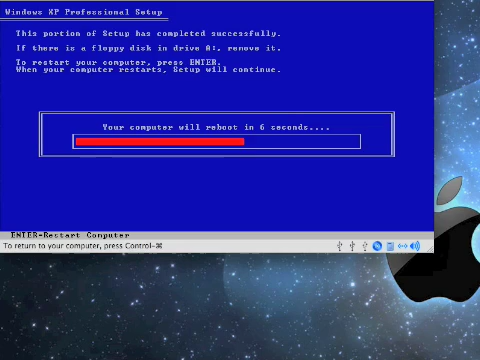 Windows XP Professional Setup
This portion of Setup has completed successfully.
If there is a floppy disk in drive A:, remove it.
To restart your computer, press ENTER.
When your computer restarts, Setup will continue.
Your computer will reboot in 6 seconds....
ENTER=Restart Computer
To return to your computer, press Control-⌘